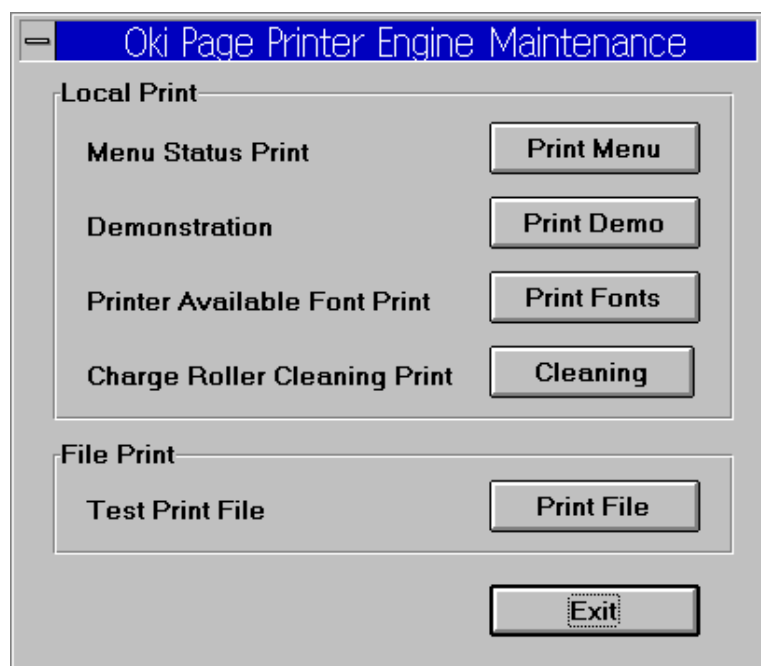 Oki Page Printer Engine Maintenance
Local Print
Menu Status Print Print Menu
Demonstration Print Demo
Printer Available Font Print Print Fonts
Charge Roller Cleaning Print Cleaning
File Print
Test Print File Print File
Exit